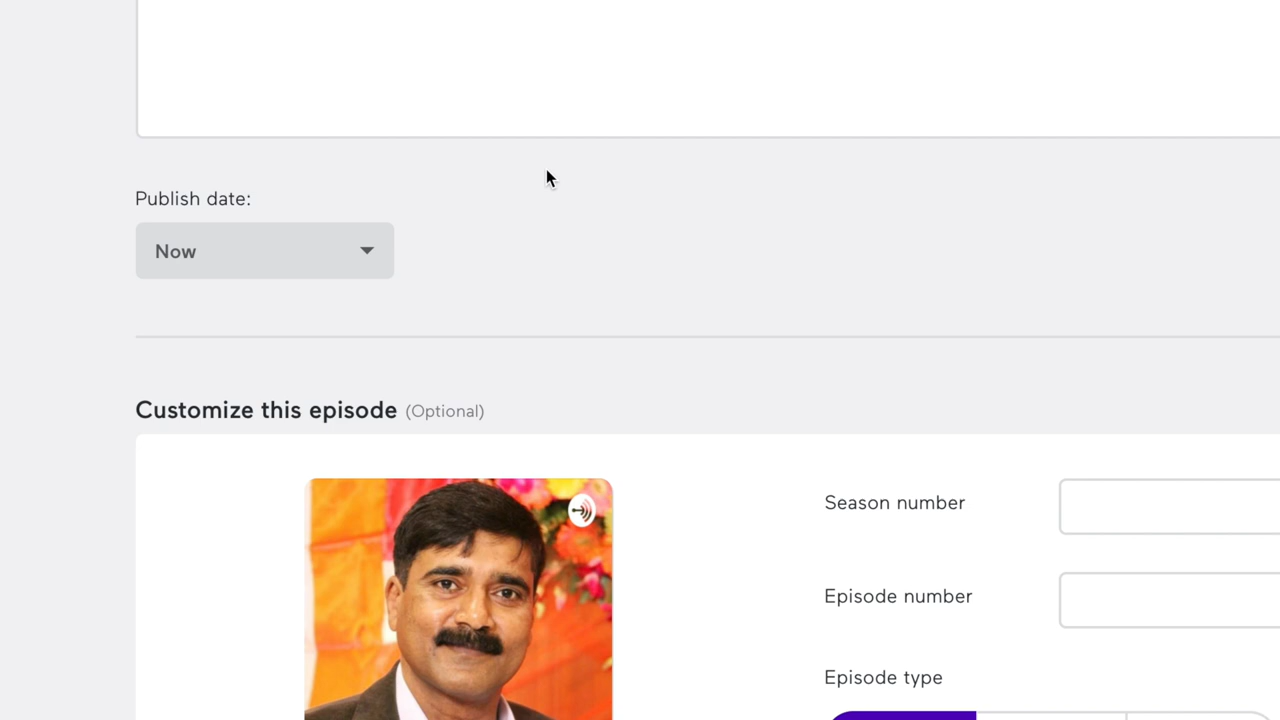 Publish date:
Now
Customize this episode (Optional)
Season number
Episode number
Episode type